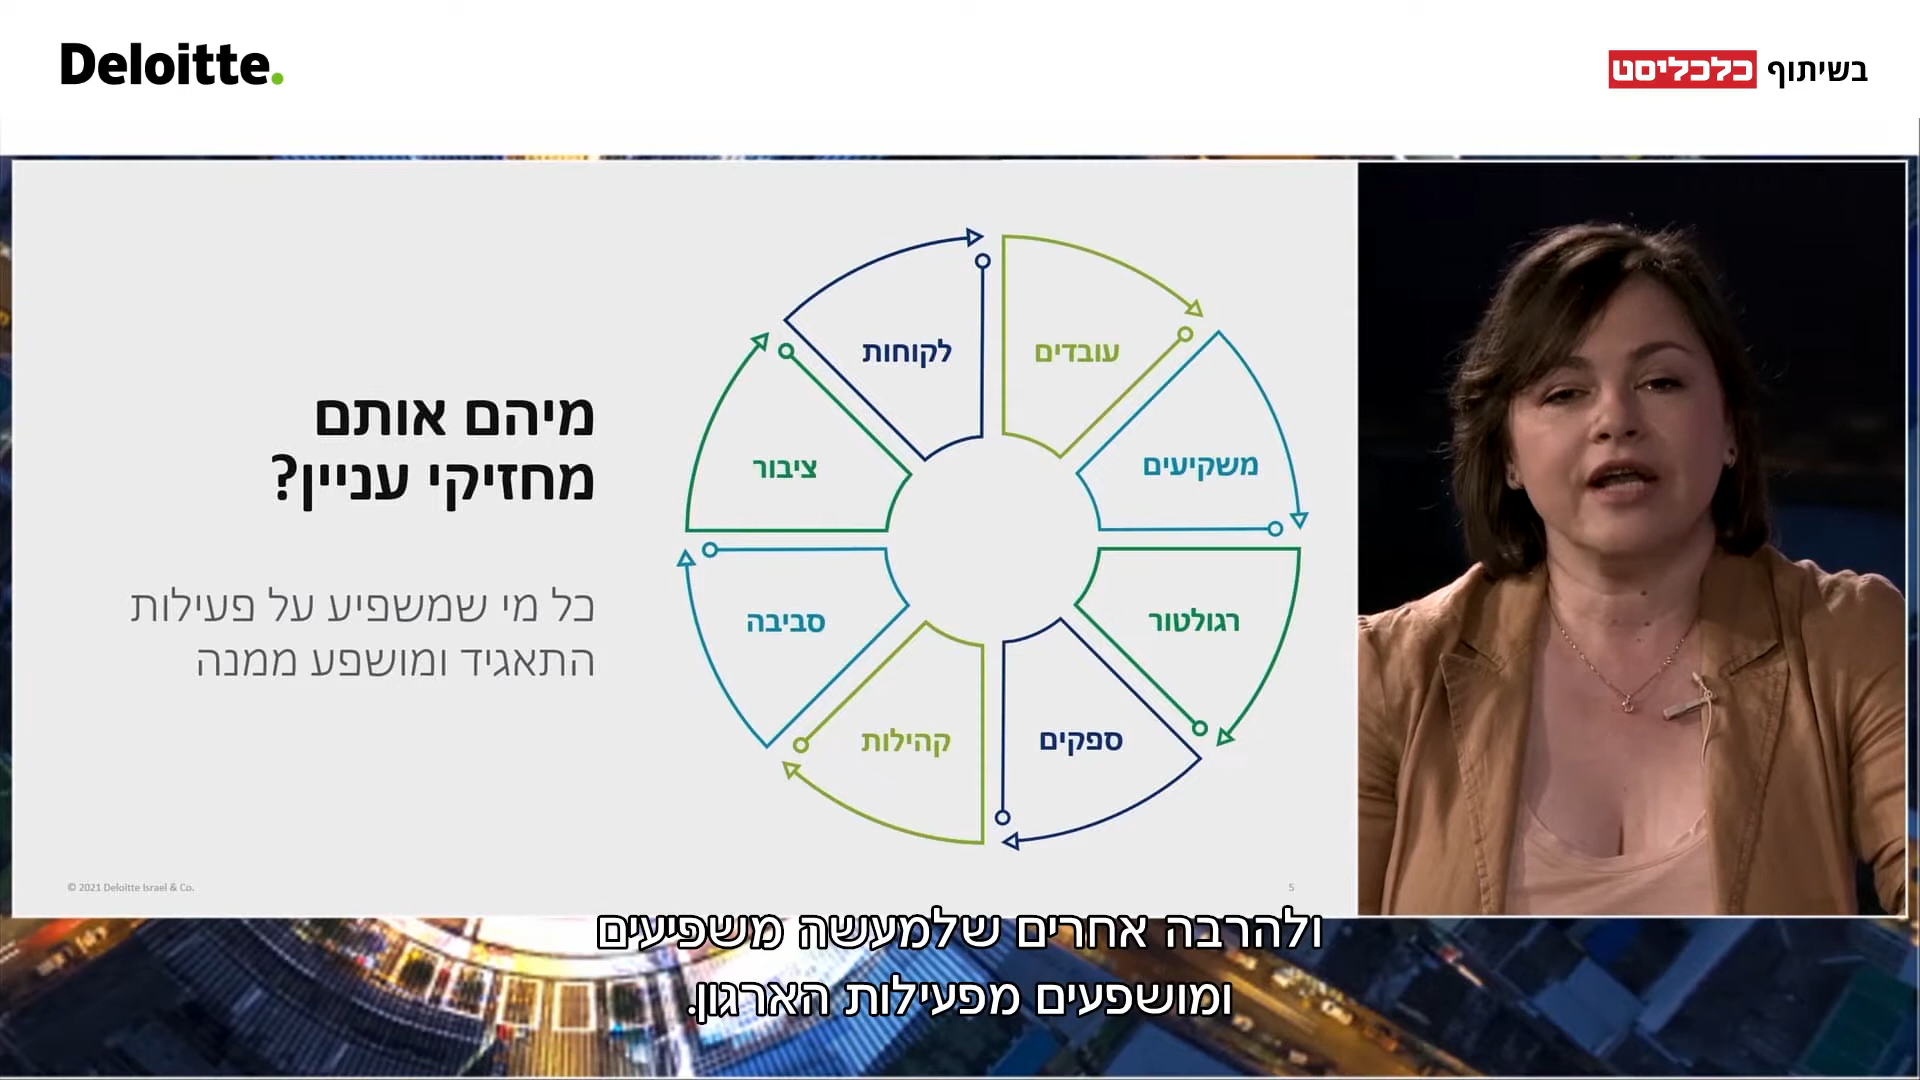 Deloitte.
בשיתוף כלכליסט
מיהם אותם
מחזיקי עניין?
כל מי שמשפיע על פעילות
התאגיד ומושפע ממנה
עובדים
משקיעים
רגולטור
ספקים
קהילות
סביבה
ציבור
לקוחות
© 2021 Deloitte Israel & Co.
5
ולהרבה אחרים שלמעשה משפיעים
ומושפעים מפעילות הארגון.